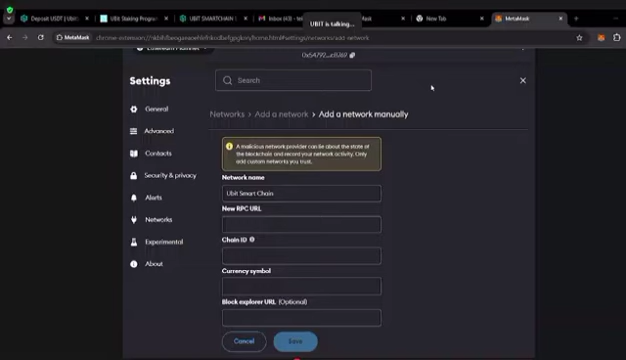 Deposit USDT | Ubit
Ubit Staking Program
UBIT SMARTCHAIN
UBIT is talking...
Mask
New Tab
MetaMask
MetaMask
Settings
Search
General
Advanced
Contacts
Security & privacy
Alerts
Networks
Experimental
About
Networks > Add a network > Add a network manually
A malicious network provider can lie about the state of
the blockchain and record your network activity. Only
add custom networks you trust.
Network name
Ubit Smart Chain
New RPC URL
Chain ID
Currency symbol
Block explorer URL (Optional)
Cancel
Save